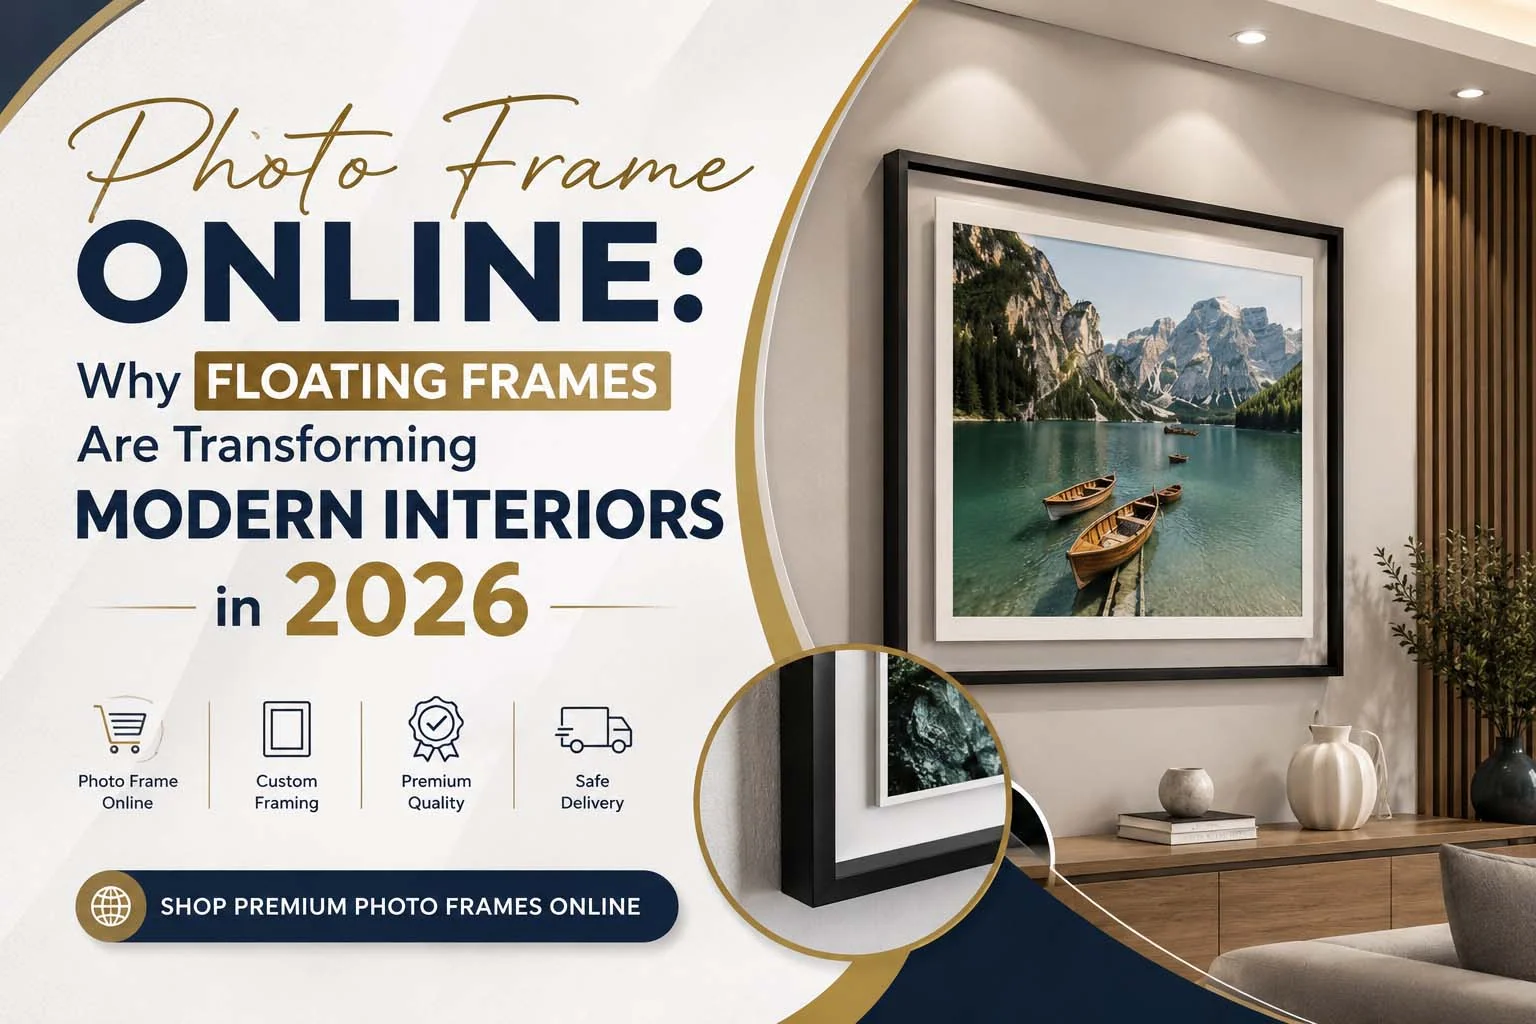 Photo Frame
ONLINE:
Why FLOATING FRAMES
Are Transforming
MODERN INTERIORS
in 2026
Photo Frame
Online
Custom
Framing
Premium
Quality
Safe
Delivery
SHOP PREMIUM PHOTO FRAMES ONLINE